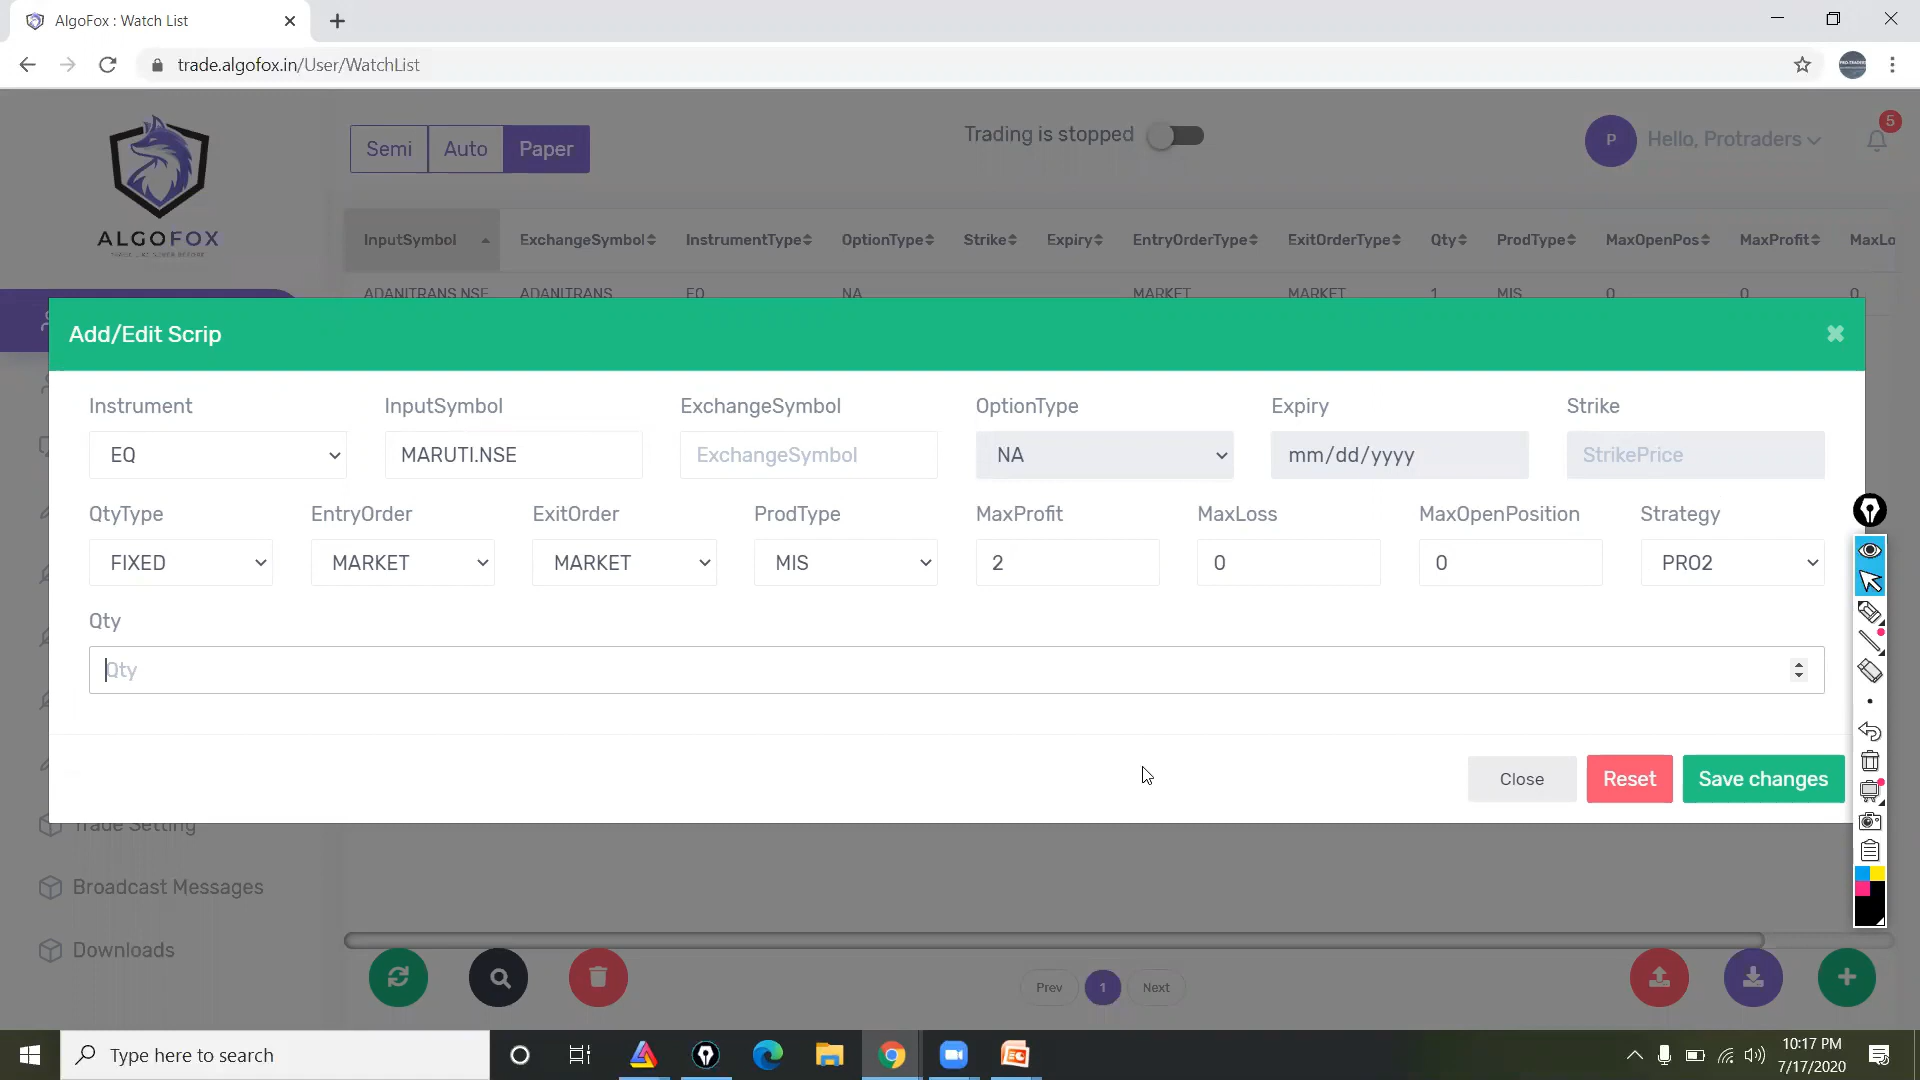 AlgoFox : Watch List
trade.algofox.in/User/WatchList
ALGOFOX
Semi Auto Paper
Trading is stopped
P Hello, Protraders 5
InputSymbol ExchangeSymbol InstrumentType OptionType Strike Expiry EntryOrderType ExitOrderType Qty ProdType MaxOpenPos MaxProfit MaxLo
ADANITRANS.NSE ADANITRANS EQ NA MARKET MARKET 1 MIS 0 0 0
Add/Edit Scrip
Instrument InputSymbol ExchangeSymbol OptionType Expiry Strike
EQ MARUTI.NSE ExchangeSymbol NA mm/dd/yyyy StrikePrice
QtyType EntryOrder ExitOrder ProdType MaxProfit MaxLoss MaxOpenPosition Strategy
FIXED MARKET MARKET MIS 2 0 0 PRO2
Qty
Qty
Close Reset Save changes
Trade Setting
Broadcast Messages
Downloads
Prev 1 Next
Type here to search
10:17 PM
7/17/2020